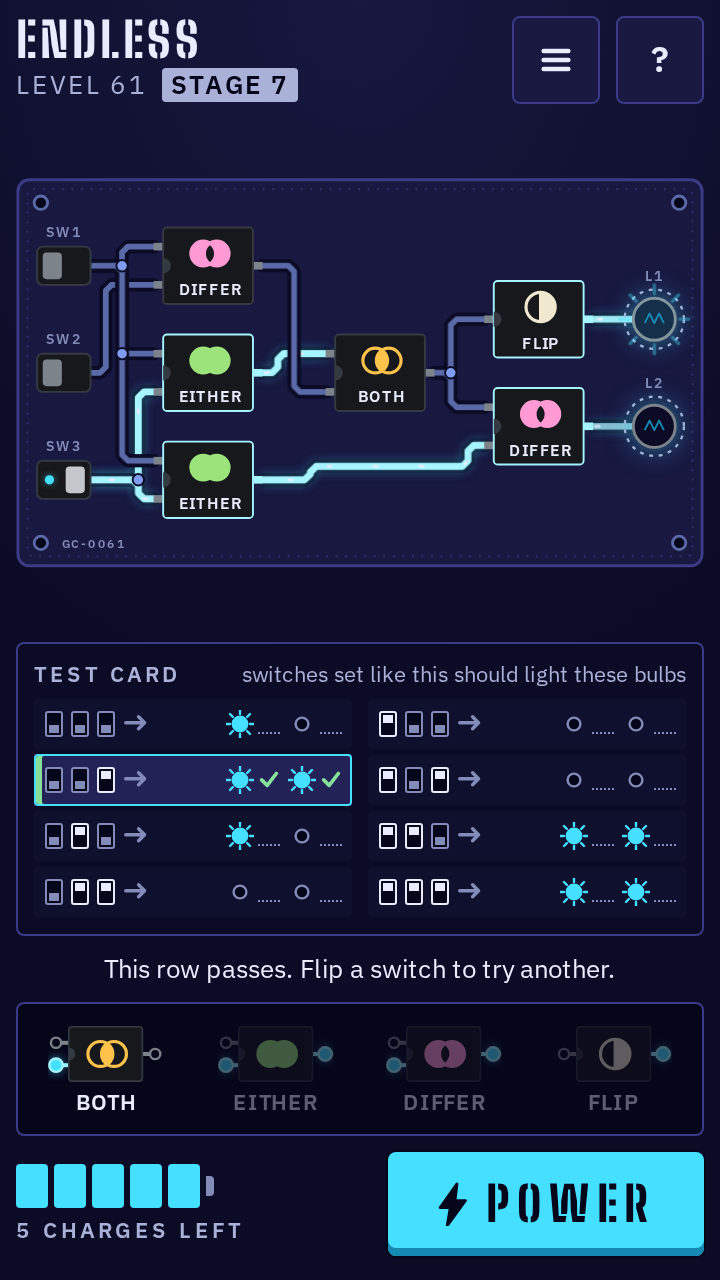 ENDLESS
LEVEL 61 STAGE 7
?
SW1
DIFFER
L1
FLIP
SW2
EITHER
BOTH
L2
DIFFER
SW3
EITHER
GC-0061
TEST CARD switches set like this should light these bulbs
This row passes. Flip a switch to try another.
BOTH EITHER DIFFER FLIP
5 CHARGES LEFT
POWER